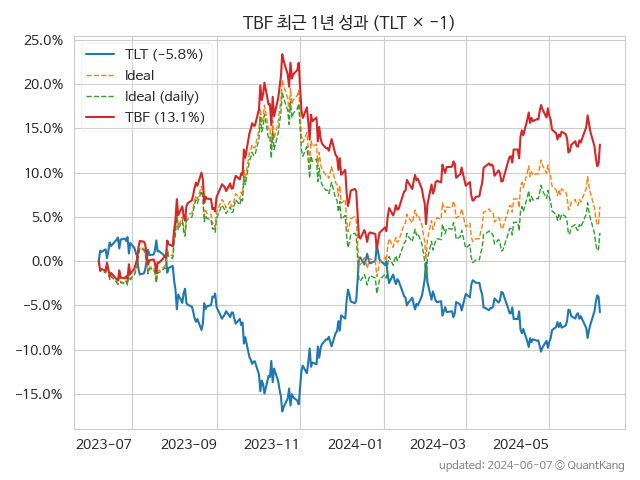 TBF 최근 1년 성과 (TLT × -1)
25.0%
20.0%
15.0%
10.0%
5.0%
0.0%
−5.0%
−10.0%
−15.0%
TLT (-5.8%)
Ideal
Ideal (daily)
TBF (13.1%)
2023-07
2023-09
2023-11
2024-01
2024-03
2024-05
updated: 2024-06-07 © QuantKang